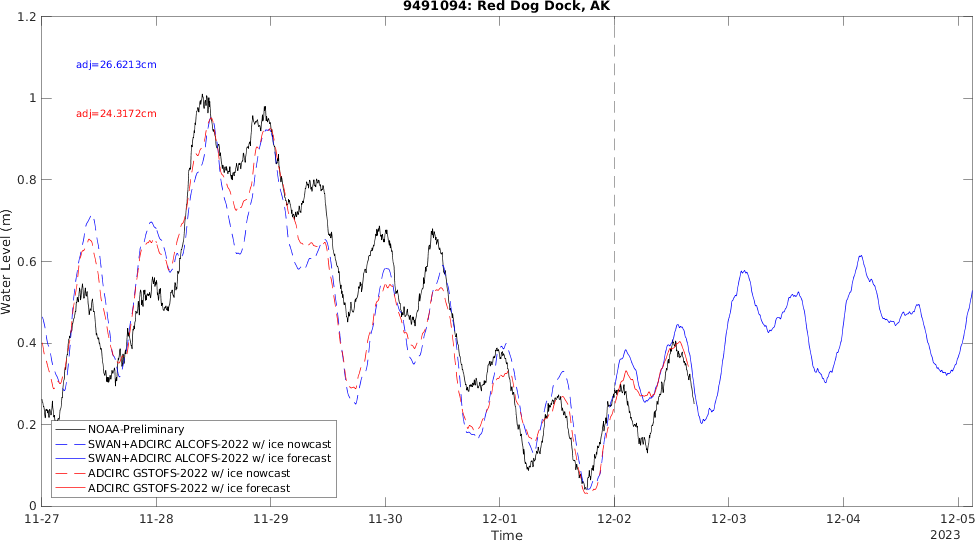 9491094: Red Dog Dock, AK
1.2
1
0.8
0.6
0.4
0.2
0
Water Level (m)
adj=26.6213cm
adj=24.3172cm
NOAA-Preliminary
SWAN+ADCIRC ALCOFS-2022 w/ ice nowcast
SWAN+ADCIRC ALCOFS-2022 w/ ice forecast
ADCIRC GSTOFS-2022 w/ ice nowcast
ADCIRC GSTOFS-2022 w/ ice forecast
11-27 11-28 11-29 11-30 12-01 12-02 12-03 12-04 12-05
Time
2023